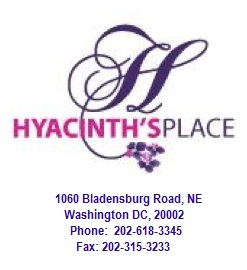 H
HYACINTH'SPLACE
1060 Bladensburg Road, NE
Washington DC, 20002
Phone: 202-618-3345
Fax: 202-315-3233